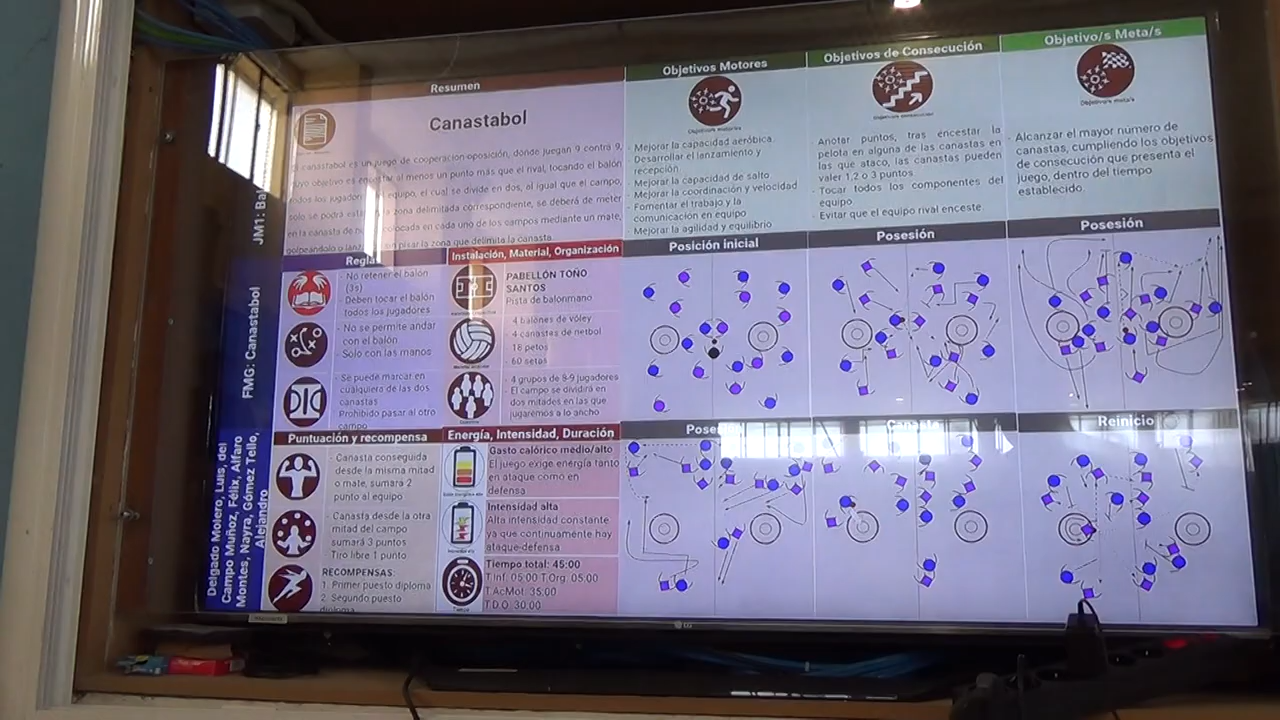 Resumen
Canastabol
El canastabol es un juego de cooperación-oposición, donde juegan 9 contra 9,
cuyo objetivo es encestar al menos un punto más que el rival, tocando el balón
todos los jugadores equipo, el cual se divide en dos, al igual que el campo,
solo se podrá la zona delimitada correspondiente, se deberá de meter
en la canasta de colocada en cada uno de los campos mediante un mate,
golpeándolo o pisar la zona que delimita la canasta
Objetivos Motores
Objetivos motores
- Mejorar la capacidad aeróbica.
Desarrollar el lanzamiento y
recepción
- Mejorar la capacidad de salto
- Mejorar la coordinación y velocidad
- Fomentar el trabajo y la
comunicación en equipo
Mejorar la agilidad y equilibrio
Objetivos de Consecución
- Anotar puntos, tras encestar la
pelota en alguna de las canastas en
las que ataco, las canastas pueden
valer 1,2 o 3 puntos
- Tocar todos los componentes del
equipo
- Evitar que el equipo rival enceste.
Objetivo/s Meta/s
Objetivo/s meta/s
- Alcanzar el mayor número de
canastas, cumpliendo los objetivos
de consecución que presenta el
juego, dentro del tiempo
establecido.
JM1:
FMG: Canastabol
Delgado Molero, Luis, del
Campo Muñoz, Félix, Alfaro
Montes, Nayra, Gómez Tello,
Alejandro
Reglas
- No retener el balón
(3s)
- Deben tocar el balón
todos los jugadores
- No se permite andar
con el balón
- Solo con las manos
- Se puede marcar en
cualquiera de las dos
canastas
Prohibido pasar al otro
campo
Instalación, Material, Organización
PABELLÓN TOÑO
SANTOS
Pista de balonmano
- 4 balones de vóley
- 4 canastas de netbol
- 18 petos
- 60 setas
- 4 grupos de 8-9 jugadores
- El campo se dividirá en
dos mitades en las que
jugaremos a lo ancho
Puntuación y recompensa
- Canasta conseguida
desde la misma mitad
o mate, sumará 2
punto al equipo
- Canasta desde la otra
mitad del campo
sumará 3 puntos
- Tiro libre 1 punto
RECOMPENSAS:
1. Primer puesto diploma
2. Segundo puesto
diploma
Energía, Intensidad, Duración
Gasto calórico medio/alto
El juego exige energía tanto
en ataque como en
defensa
Intensidad alta
Alta intensidad constante
ya que continuamente hay
ataque-defensa
Tiempo total: 45:00
T.Inf. 05:00 T.Org. 05:00
T.AcMot. 35:00
T.D.O. 30:00
Tiempo
Posición inicial
Posesión
Posesión
Posesión
Canasta
Reinicio
LG